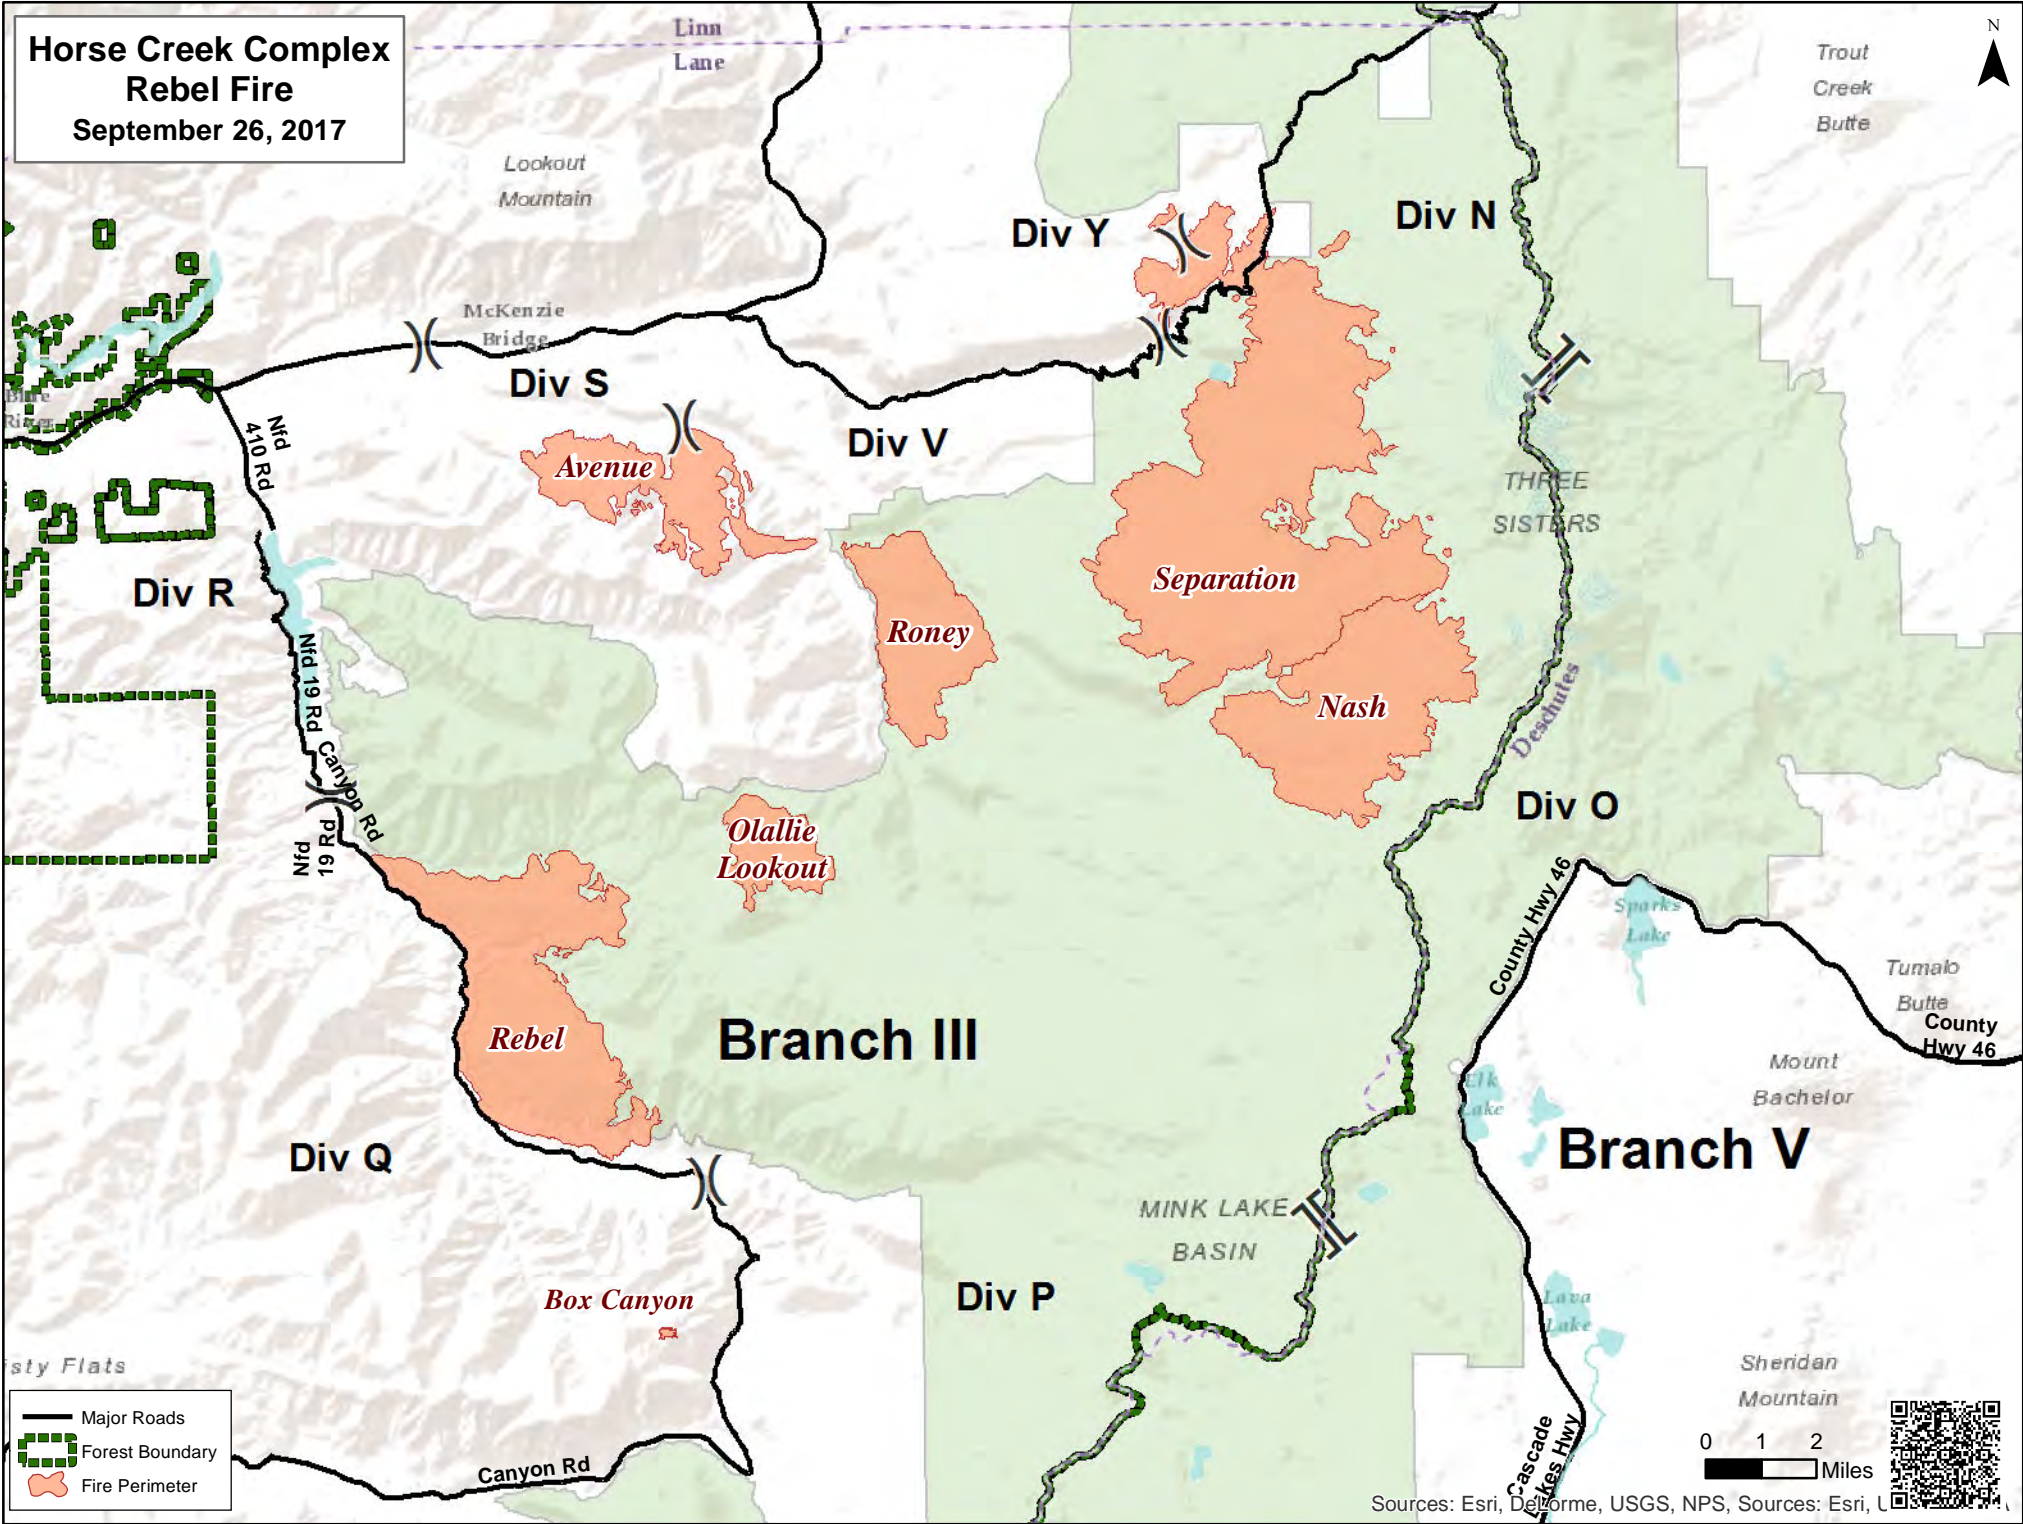 Horse Creek Complex
Rebel Fire
September 26, 2017
Linn
Lane
N
Trout
Creek
Butte
Lookout
Mountain
Div Y
Div N
McKenzie
Bridge
Div S
Blue
River
Nfd
410 Rd
Div V
Avenue
THREE
SISTERS
Div R
Separation
Roney
Nfd 19 Rd
Nash
Deschutes
Canyon Rd
Div O
Nfd
19 Rd
Olallie
Lookout
County Hwy 46
Sparks
Lake
Tumalo
Butte
County
Hwy 46
Rebel
Branch III
Mount
Bachelor
Elk
Lake
Div Q
Branch V
MINK LAKE
BASIN
Div P
Box Canyon
Lava
Lake
isty Flats
Sheridan
Mountain
Major Roads
Forest Boundary
Fire Perimeter
Canyon Rd
Cascade
Lakes Hwy
0 1 2
Miles
Sources: Esri, DeLorme, USGS, NPS, Sources: Esri,